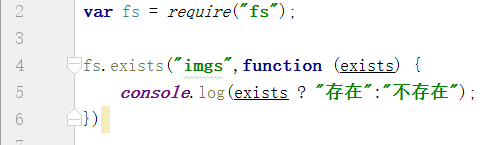 2 var fs = require("fs");
3
4 fs.exists("imgs",function (exists) {
5 console.log(exists ? "存在":"不存在");
6 })